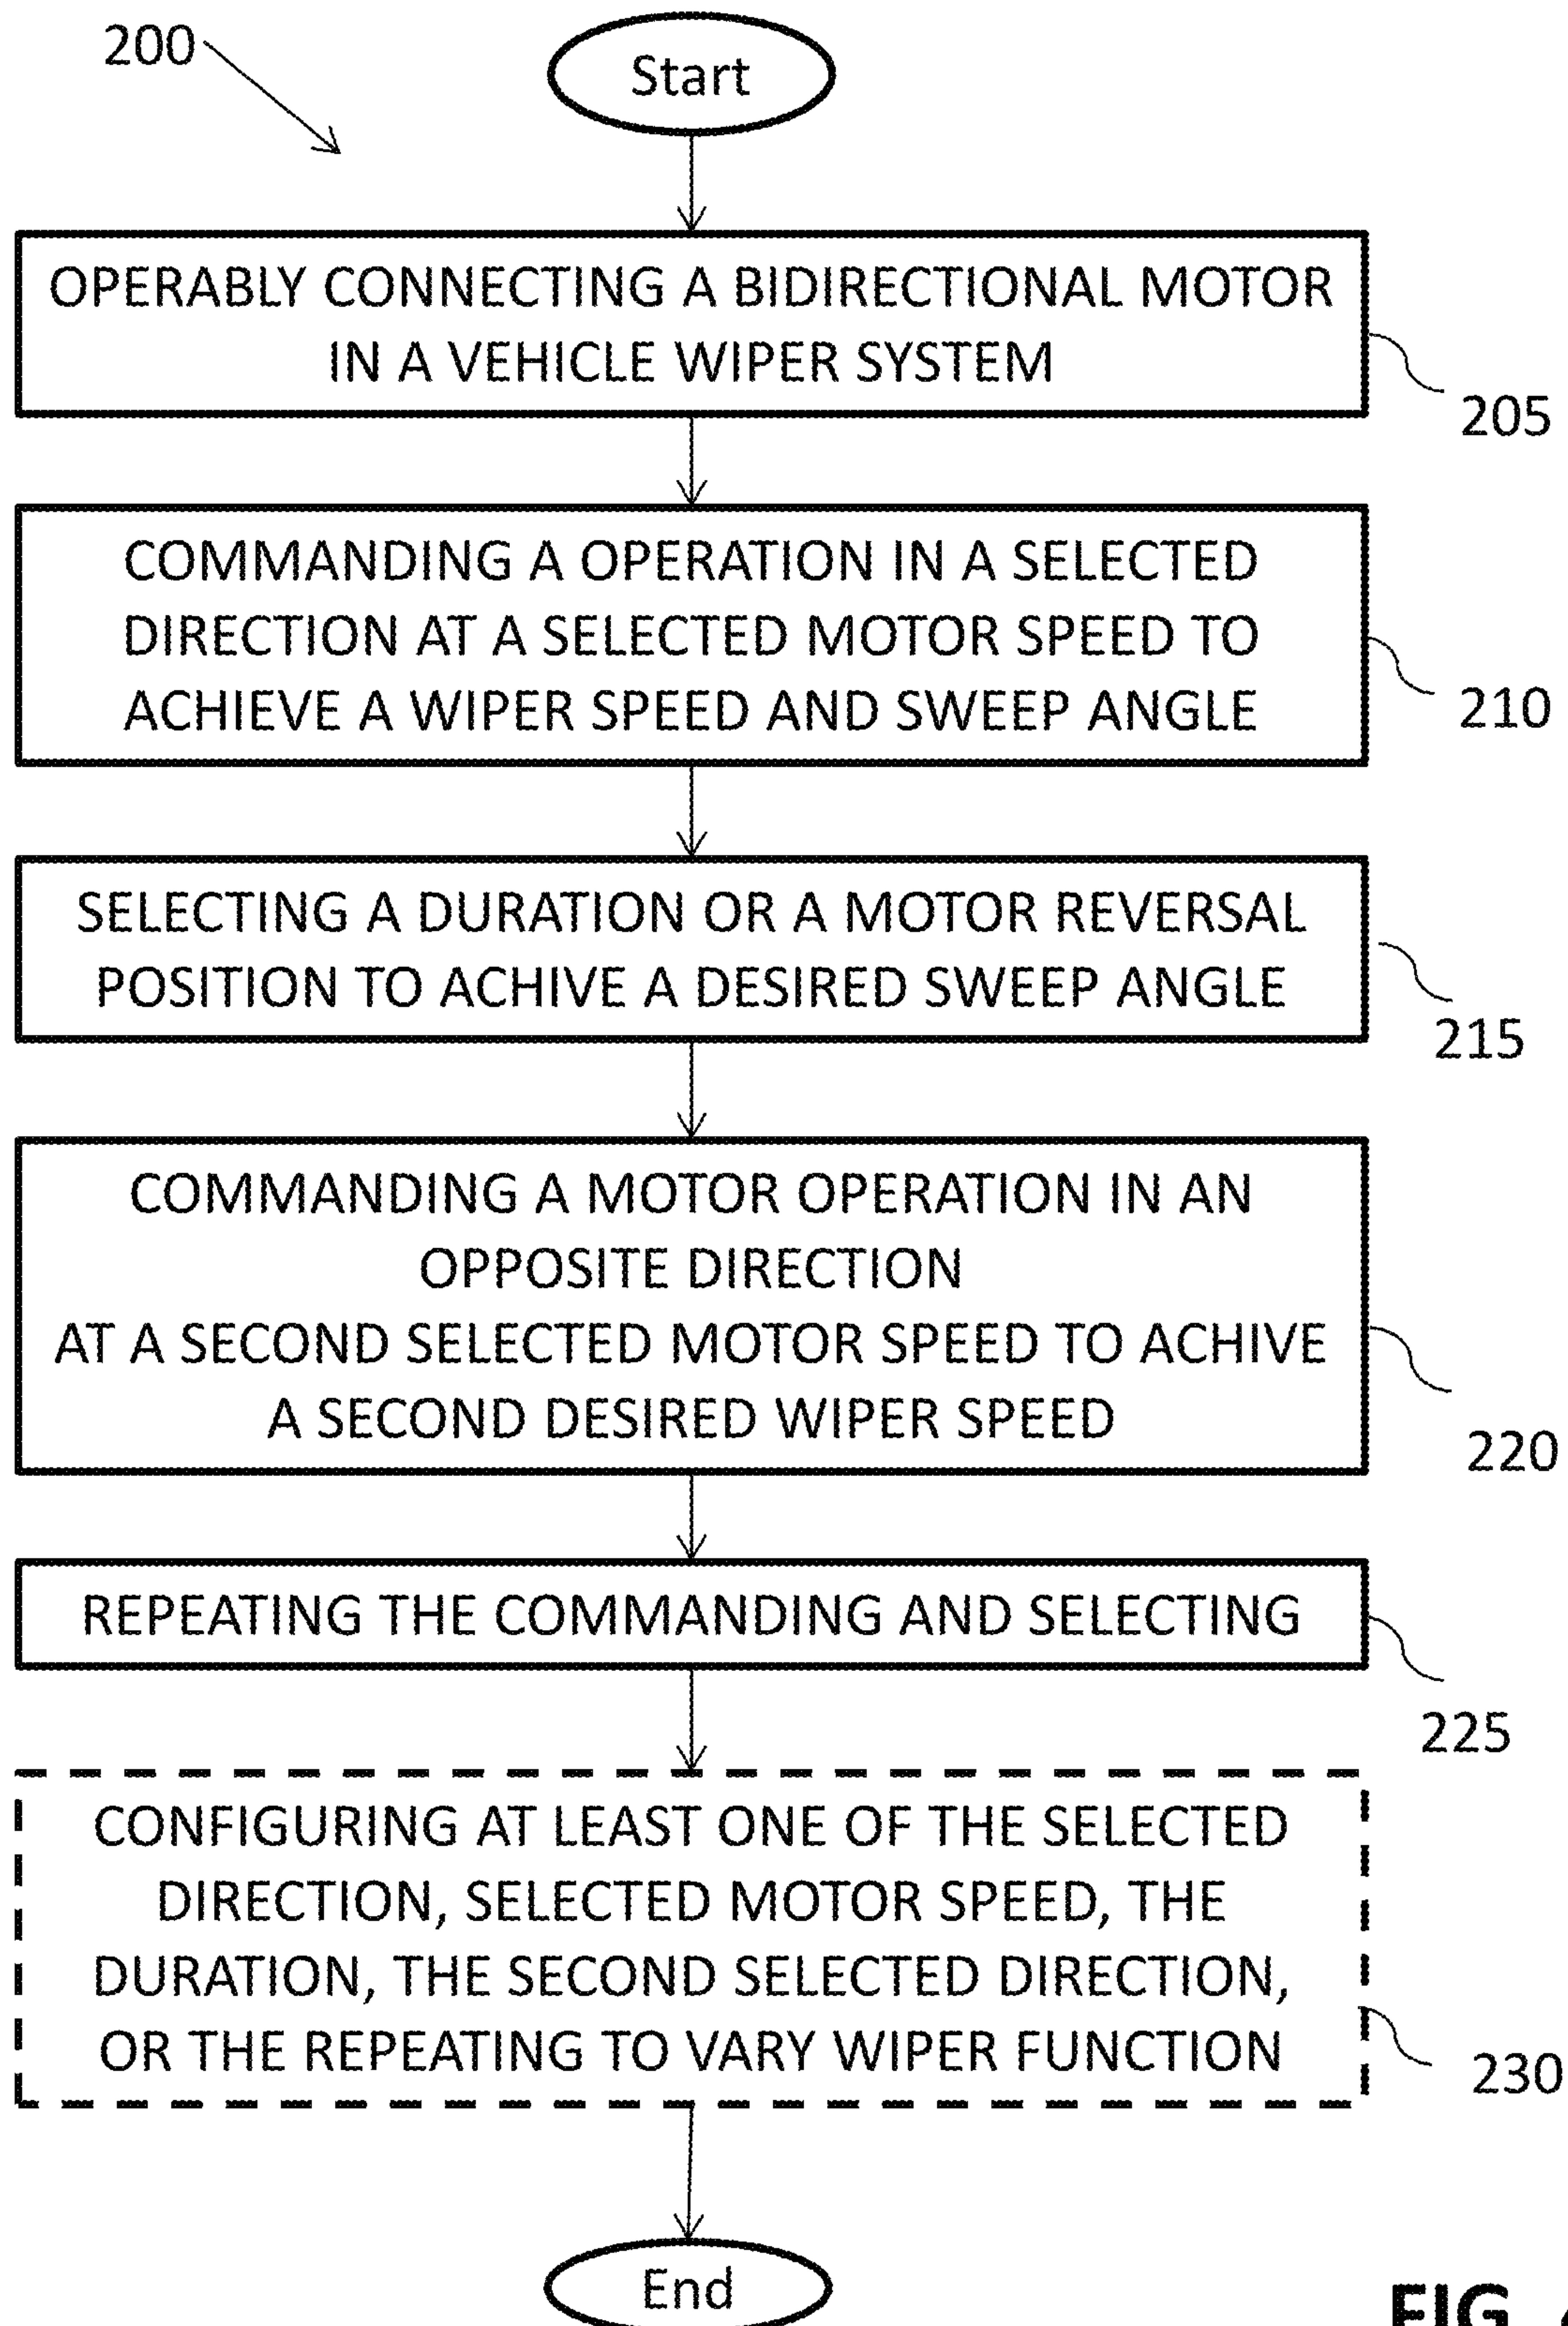 200
Start
OPERABLY CONNECTING A BIDIRECTIONAL MOTOR
IN A VEHICLE WIPER SYSTEM
205
COMMANDING A OPERATION IN A SELECTED
DIRECTION AT A SELECTED MOTOR SPEED TO
ACHIEVE A WIPER SPEED AND SWEEP ANGLE
210
SELECTING A DURATION OR A MOTOR REVERSAL
POSITION TO ACHIVE A DESIRED SWEEP ANGLE
215
COMMANDING A MOTOR OPERATION IN AN
OPPOSITE DIRECTION
AT A SECOND SELECTED MOTOR SPEED TO ACHIVE
A SECOND DESIRED WIPER SPEED
220
REPEATING THE COMMANDING AND SELECTING
225
CONFIGURING AT LEAST ONE OF THE SELECTED
DIRECTION, SELECTED MOTOR SPEED, THE
DURATION, THE SECOND SELECTED DIRECTION,
OR THE REPEATING TO VARY WIPER FUNCTION
230
End
FIG.